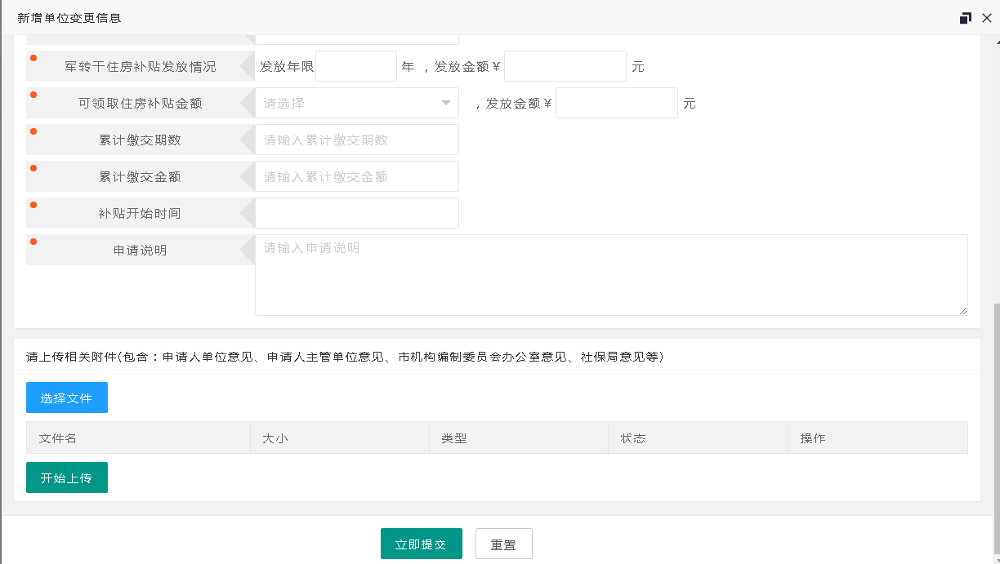 新增单位变更信息
军转干住房补贴发放情况 发放年限 年 ，发放金额￥ 元
可领取住房补贴金额 请选择 ，发放金额￥ 元
累计缴交期数 请输入累计缴交期数
累计缴交金额 请输入累计缴交金额
补贴开始时间
申请说明 请输入申请说明
请上传相关附件(包含：申请人单位意见、申请人主管单位意见、市机构编制委员会办公室意见、社保局意见等)
选择文件
文件名 大小 类型 状态 操作
开始上传
立即提交 重置